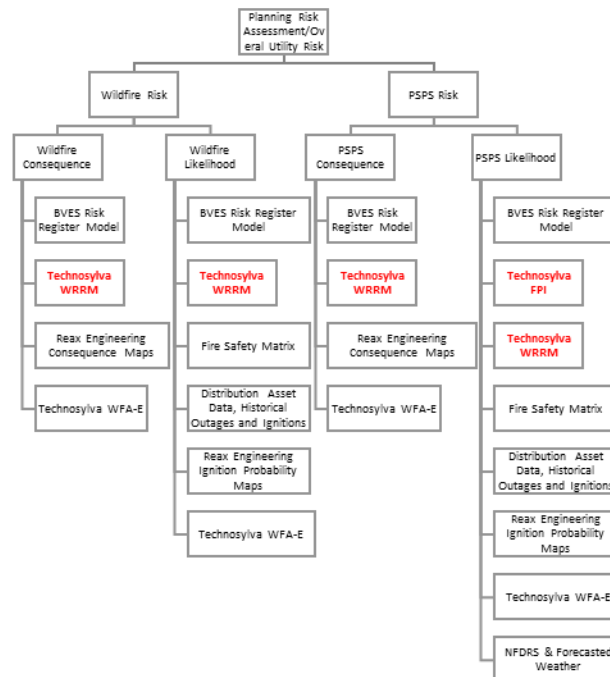 Planning Risk
Assessment/Ov
eral Utility Risk
Wildfire Risk
PSPS Risk
Wildfire
Consequence
Wildfire
Likelihood
PSPS
Consequence
PSPS Likelihood
BVES Risk
Register Model
Technosylva
WRRM
Reax Engineering
Consequence Maps
Technosylva WFA-E
BVES Risk Register
Model
Technosylva
WRRM
Fire Safety Matrix
Distribution Asset
Data, Historical
Outages and Ignitions
Reax Engineering
Ignition Probability
Maps
Technosylva WFA-E
BVES Risk
Register Model
Technosylva
WRRM
Reax Engineering
Consequence Maps
Technosylva WFA-E
BVES Risk Register
Model
Technosylva
FPI
Technosylva
WRRM
Fire Safety Matrix
Distribution Asset
Data, Historical
Outages and Ignitions
Reax Engineering
Ignition Probability
Maps
Technosylva WFA-E
NFDRS & Forecasted
Weather